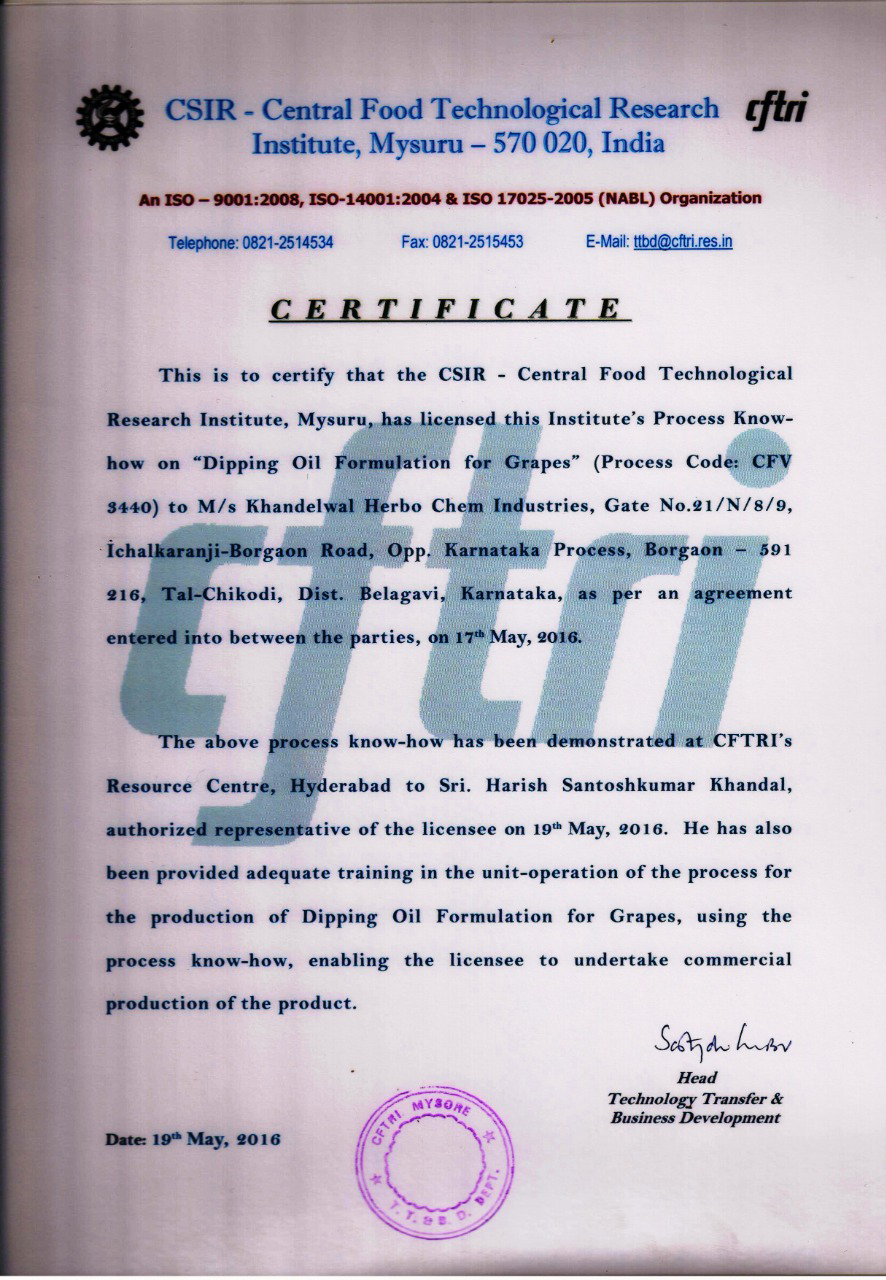 CSIR - Central Food Technological Research
Institute, Mysuru – 570 020, India
cftri
An ISO – 9001:2008, ISO-14001:2004 & ISO 17025-2005 (NABL) Organization
Telephone: 0821-2514534 Fax: 0821-2515453 E-Mail: ttbd@cftri.res.in
CERTIFICATE
This is to certify that the CSIR - Central Food Technological
Research Institute, Mysuru, has licensed this Institute's Process Know-
how on “Dipping Oil Formulation for Grapes” (Process Code: CFV
3440) to M/s Khandelwal Herbo Chem Industries, Gate No.21/N/8/9,
Ichalkaranji-Borgaon Road, Opp. Karnataka Process, Borgaon – 591
216, Tal-Chikodi, Dist. Belagavi, Karnataka, as per an agreement
entered into between the parties, on 17th May, 2016.
cftri
The above process know-how has been demonstrated at CFTRI's
Resource Centre, Hyderabad to Sri. Harish Santoshkumar Khandal,
authorized representative of the licensee on 19th May, 2016. He has also
been provided adequate training in the unit-operation of the process for
the production of Dipping Oil Formulation for Grapes, using the
process know-how, enabling the licensee to undertake commercial
production of the product.
Head
Technology Transfer &
Business Development
Date: 19th May, 2016
CFTRI, MYSORE
T. T. & B. D. DEPT.